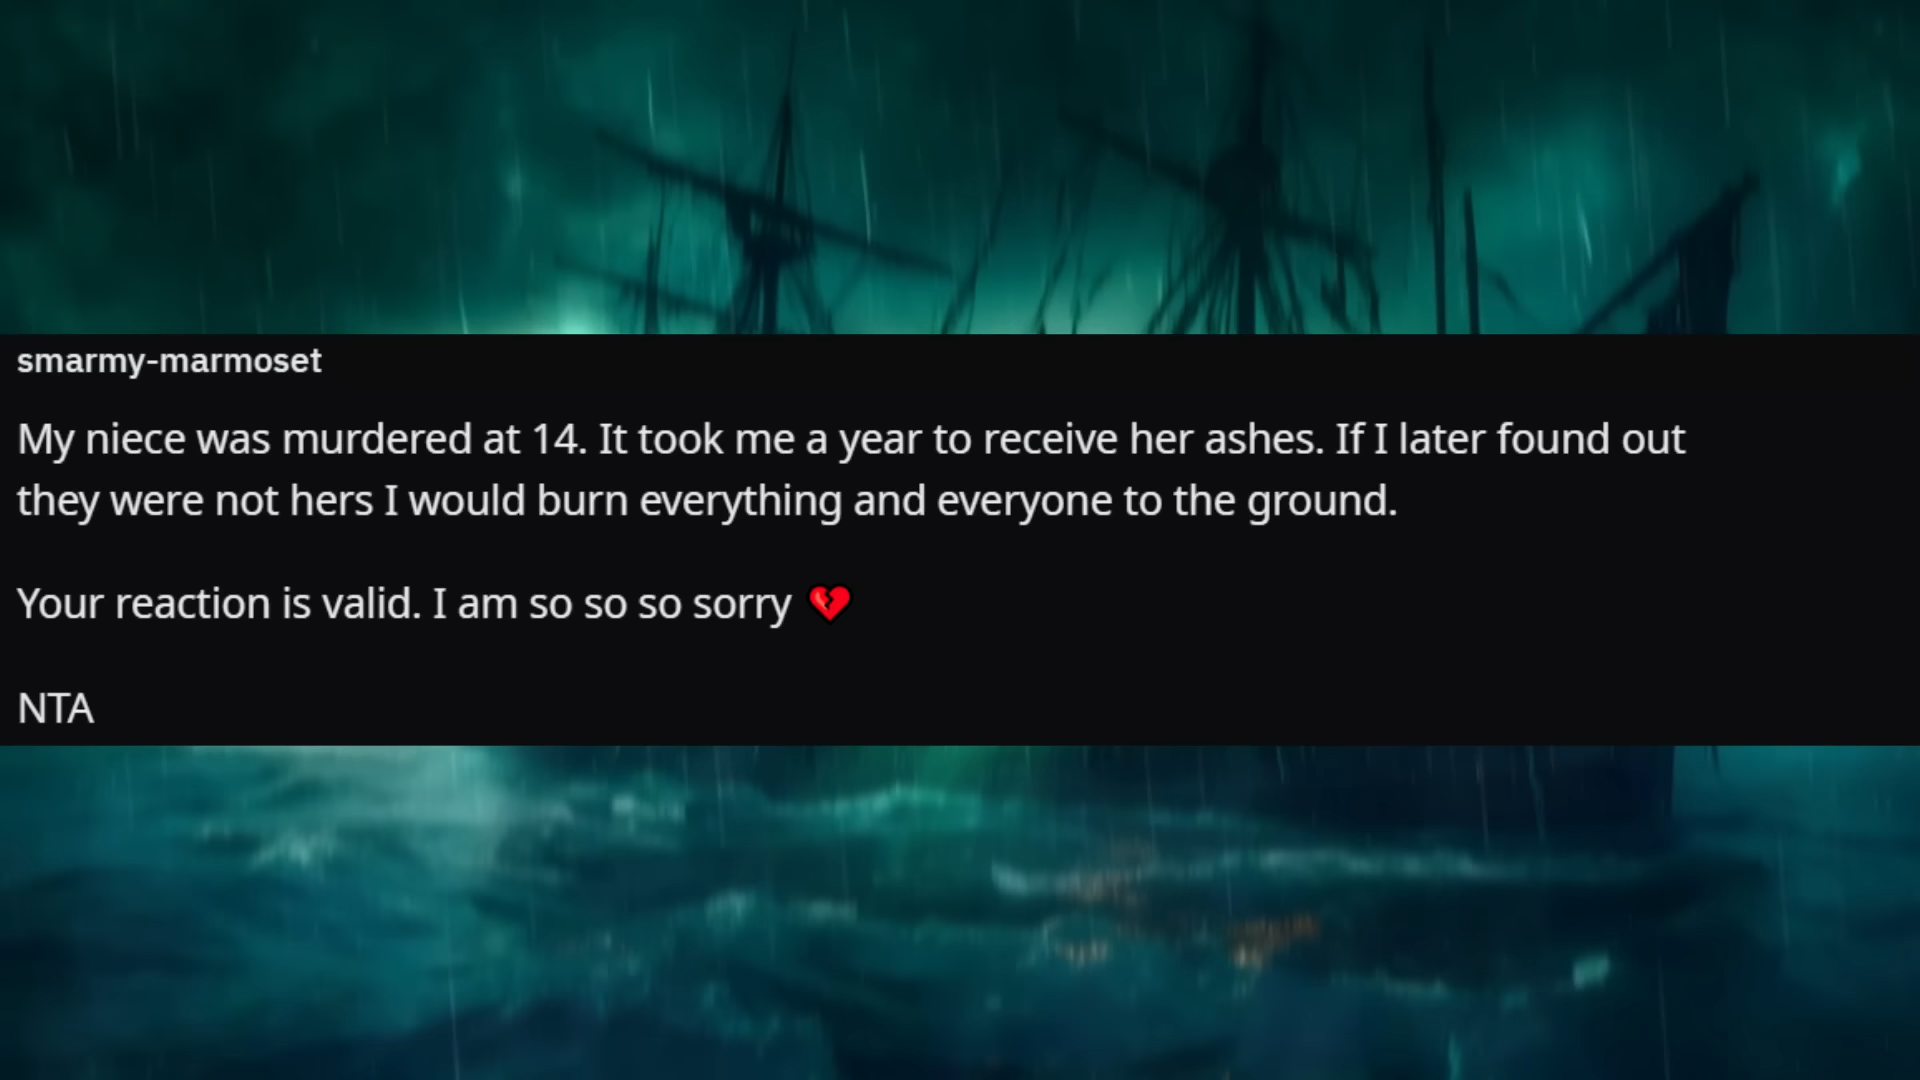 smarmy-marmoset
My niece was murdered at 14. It took me a year to receive her ashes. If I later found out
they were not hers I would burn everything and everyone to the ground.
Your reaction is valid. I am so so so sorry 💔
NTA